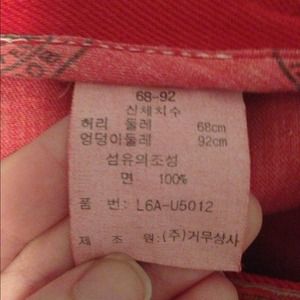 68-92
신체치수
허리 둘레 68cm
엉덩이둘레 92cm
섬유의조성
면 100%
품 번: L6A-U5012
제 조 원:(주)거무상사